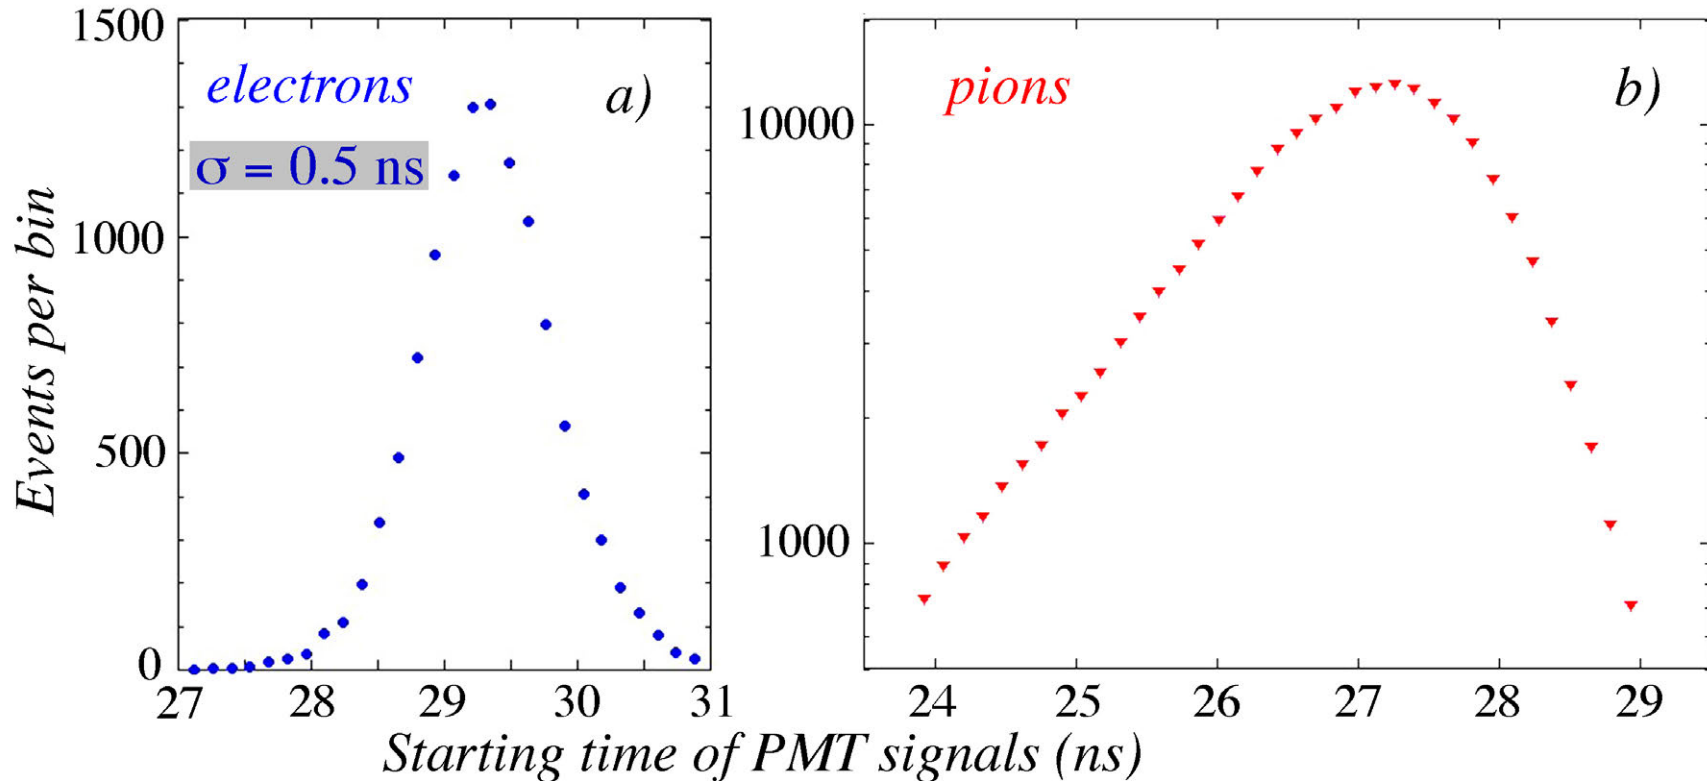 1500
electrons
a)
σ = 0.5 ns
1000
500
0
27 28 29 30 31
Events per bin
pions
b)
10000
1000
24 25 26 27 28 29
Starting time of PMT signals (ns)